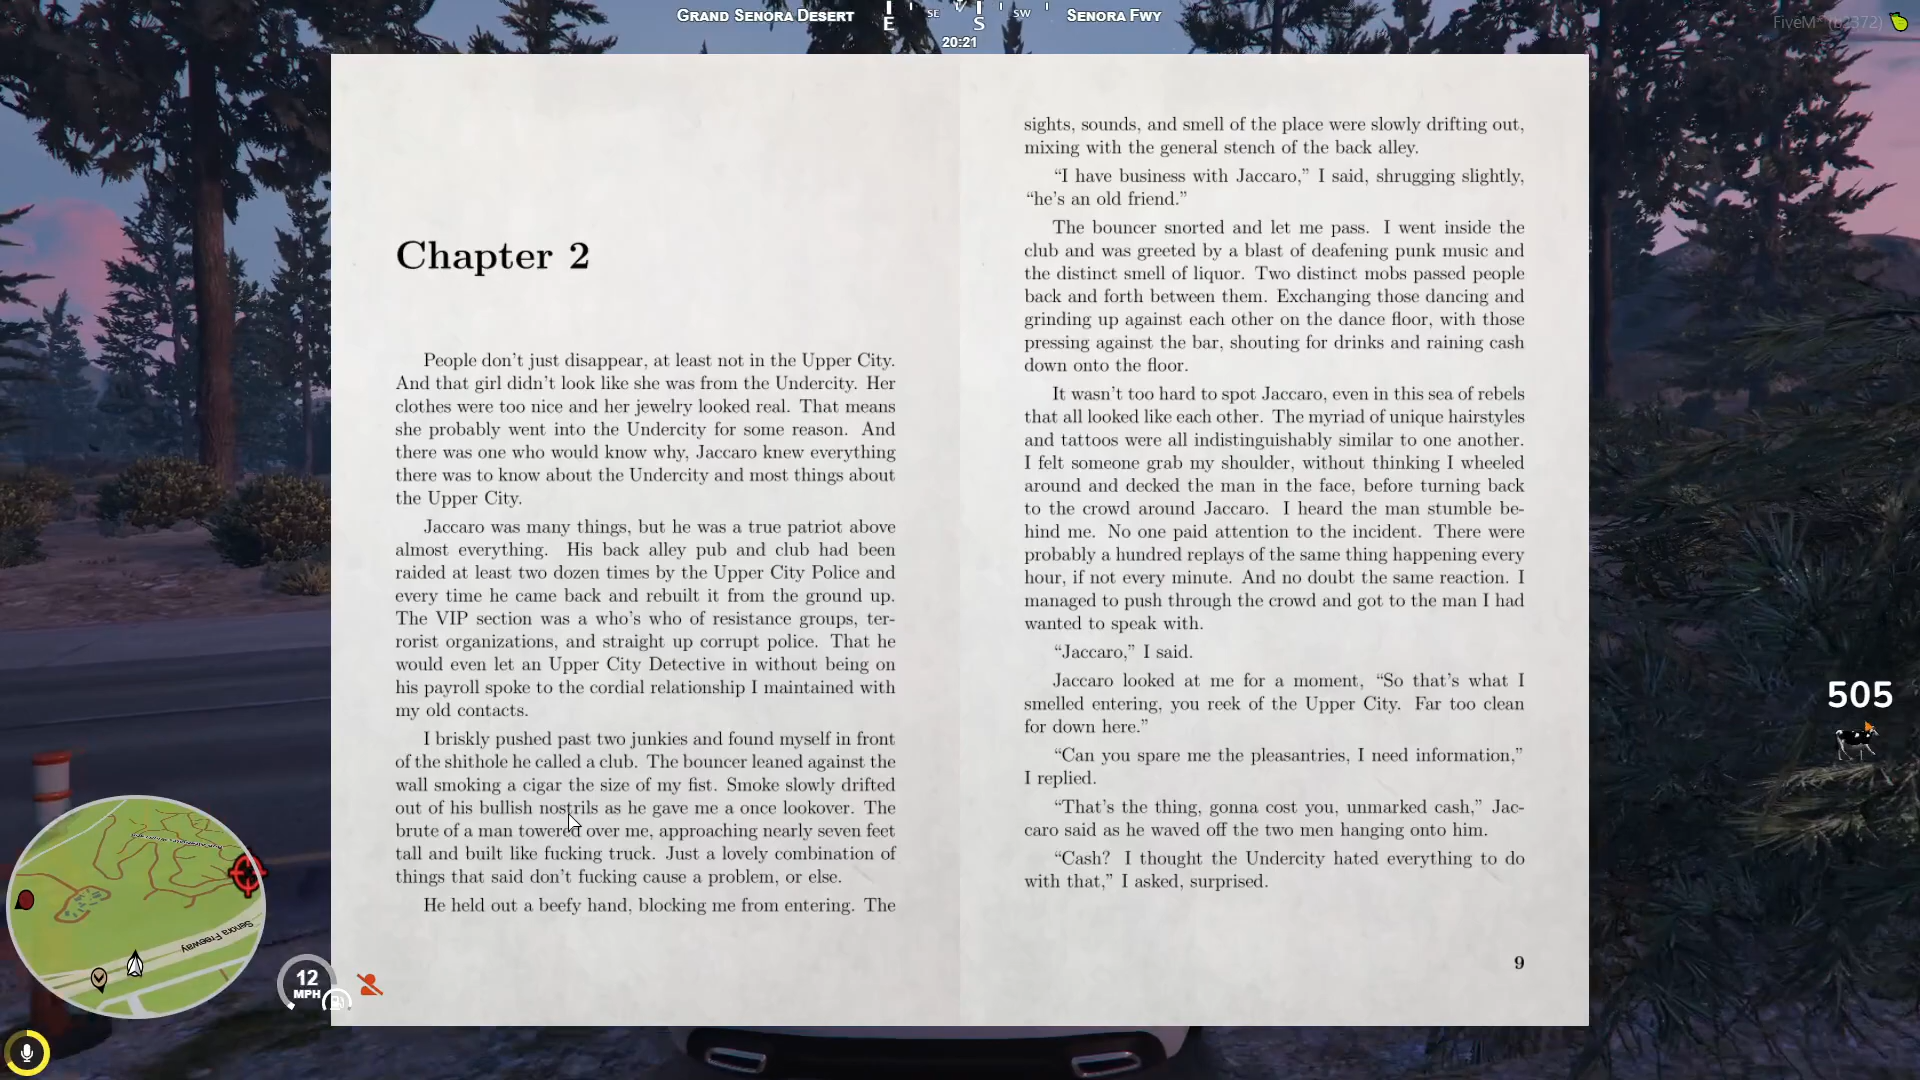 GRAND SENORA DESERT
E
SE
S
SW
SENORA FWY
20:21
Chapter 2
People don't just disappear, at least not in the Upper City.
And that girl didn't look like she was from the Undercity. Her
clothes were too nice and her jewelry looked real. That means
she probably went into the Undercity for some reason. And
there was one who would know why, Jaccaro knew everything
there was to know about the Undercity and most things about
the Upper City.
Jaccaro was many things, but he was a true patriot above
almost everything. His back alley pub and club had been
raided at least two dozen times by the Upper City Police and
every time he came back and rebuilt it from the ground up.
The VIP section was a who's who of resistance groups, ter-
rorist organizations, and straight up corrupt police. That he
would even let an Upper City Detective in without being on
his payroll spoke to the cordial relationship I maintained with
my old contacts.
I briskly pushed past two junkies and found myself in front
of the shithole he called a club. The bouncer leaned against the
wall smoking a cigar the size of my fist. Smoke slowly drifted
out of his bullish nostrils as he gave me a once lookover. The
brute of a man towered over me, approaching nearly seven feet
tall and built like fucking truck. Just a lovely combination of
things that said don't fucking cause a problem, or else.
He held out a beefy hand, blocking me from entering. The
sights, sounds, and smell of the place were slowly drifting out,
mixing with the general stench of the back alley.
“I have business with Jaccaro,” I said, shrugging slightly,
“he's an old friend.”
The bouncer snorted and let me pass. I went inside the
club and was greeted by a blast of deafening punk music and
the distinct smell of liquor. Two distinct mobs passed people
back and forth between them. Exchanging those dancing and
grinding up against each other on the dance floor, with those
pressing against the bar, shouting for drinks and raining cash
down onto the floor.
It wasn't too hard to spot Jaccaro, even in this sea of rebels
that all looked like each other. The myriad of unique hairstyles
and tattoos were all indistinguishably similar to one another.
I felt someone grab my shoulder, without thinking I wheeled
around and decked the man in the face, before turning back
to the crowd around Jaccaro. I heard the man stumble be-
hind me. No one paid attention to the incident. There were
probably a hundred replays of the same thing happening every
hour, if not every minute. And no doubt the same reaction. I
managed to push through the crowd and got to the man I had
wanted to speak with.
“Jaccaro,” I said.
Jaccaro looked at me for a moment, “So that's what I
smelled entering, you reek of the Upper City. Far too clean
for down here.”
“Can you spare me the pleasantries, I need information,”
I replied.
“That's the thing, gonna cost you, unmarked cash,” Jac-
caro said as he waved off the two men hanging onto him.
“Cash? I thought the Undercity hated everything to do
with that,” I asked, surprised.
9
505
Senora Freeway
12
MPH